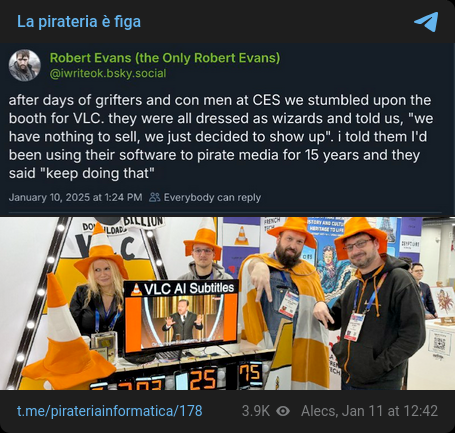 La pirateria è figa
Robert Evans (the Only Robert Evans)
@iwriteok.bsky.social
after days of grifters and con men at CES we stumbled upon the
booth for VLC. they were all dressed as wizards and told us, "we
have nothing to sell, we just decided to show up". i told them I'd
been using their software to pirate media for 15 years and they
said "keep doing that"
January 10, 2025 at 1:24 PM Everybody can reply
BILLION
DOWNLOADS
VLC AI Subtitles
25
75
t.me/pirateriainformatica/178
3.9K Alecs, Jan 11 at 12:42